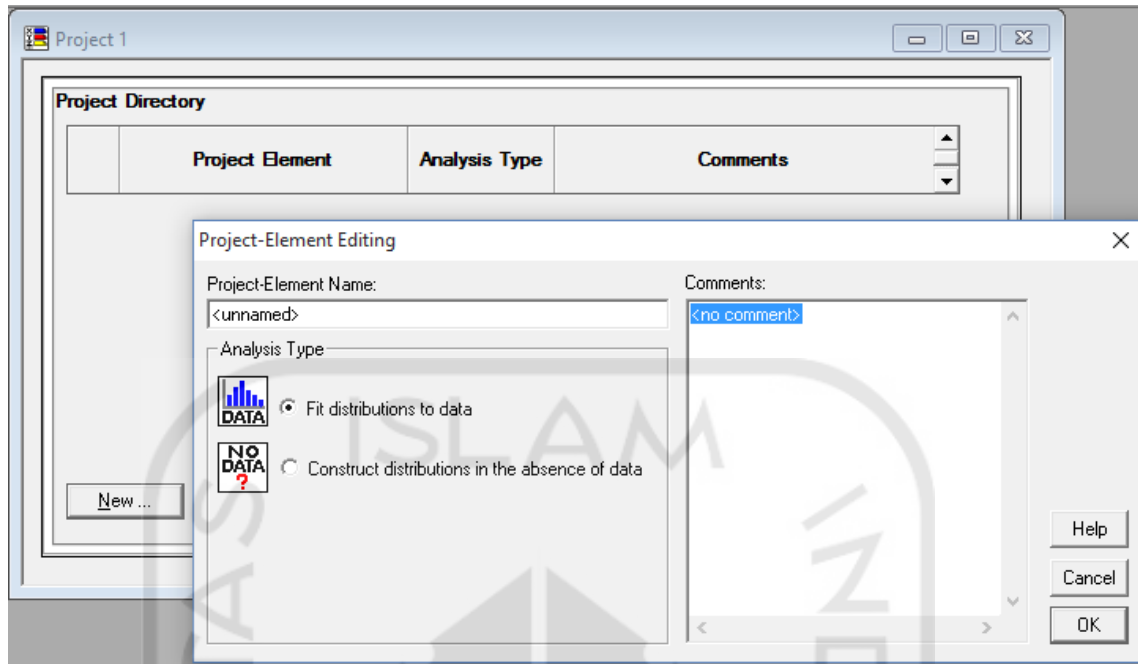 Project 1
Project Directory
Project Element Analysis Type Comments
Project-Element Editing
Project-Element Name:
<unnamed>
Comments:
<no comment>
Analysis Type
DATA
Fit distributions to data
NO DATA ?
Construct distributions in the absence of data
New ...
Help
Cancel
OK
ISLAM